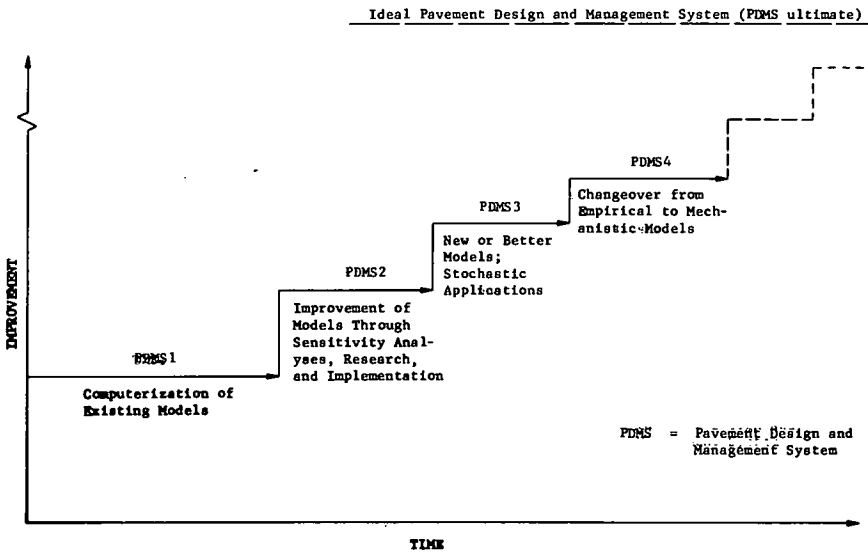 Ideal Pavement Design and Management System (PDMS ultimate)
PDMS4
Changeover from
Empirical to Mech-
anistic Models
PDMS3
New or Better
Models;
Stochastic
Applications
PDMS2
Improvement of
Models Through
Sensitivity Anal-
yses, Research,
and Implementation
PDMS1
Computerization of
Existing Models
IMPROVEMENT
PDMS = Pavement Design and
Management System
TIME